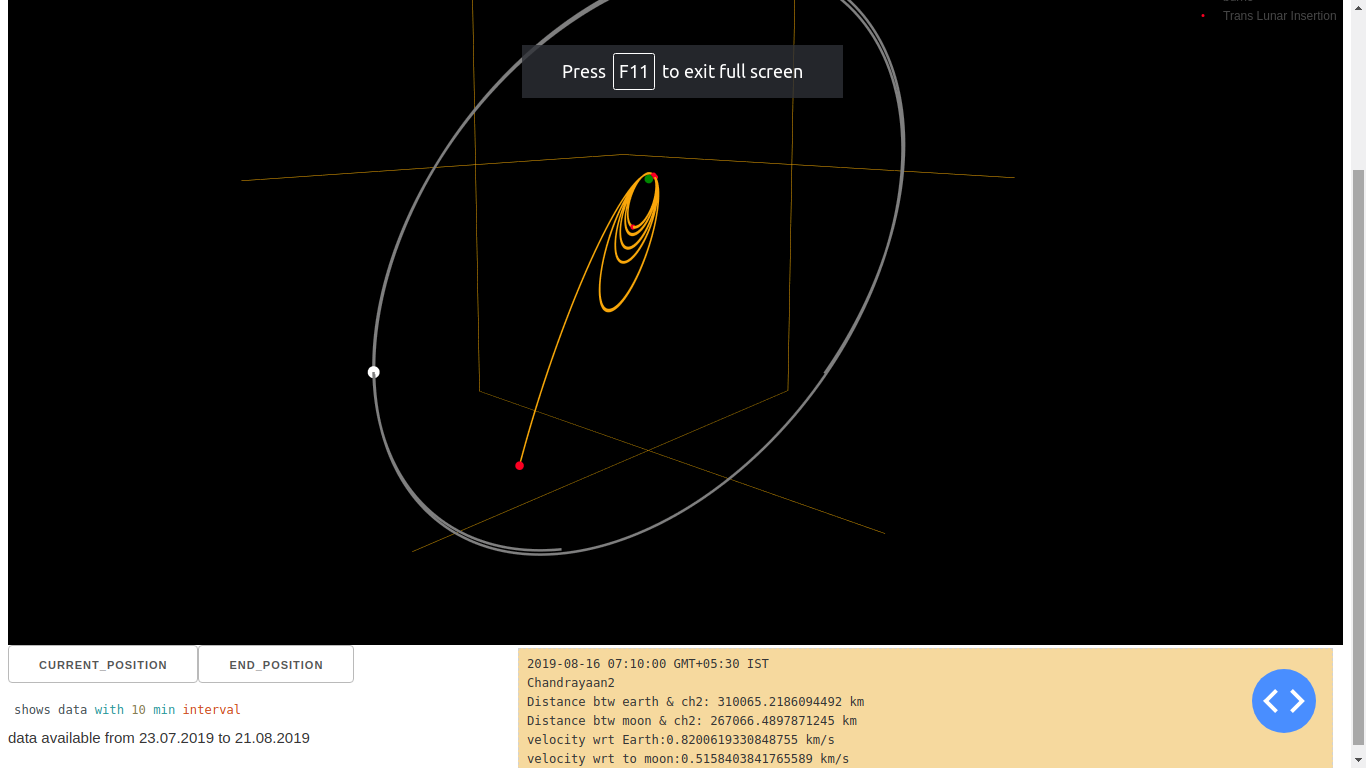 Trans Lunar Insertion
Press F11 to exit full screen
CURRENT_POSITION
END_POSITION
shows data with 10 min interval
data available from 23.07.2019 to 21.08.2019
2019-08-16 07:10:00 GMT+05:30 IST
Chandrayaan2
Distance btw earth & ch2: 310065.2186094492 km
Distance btw moon & ch2: 267066.4897871245 km
velocity wrt Earth:0.8200619330848755 km/s
velocity wrt to moon:0.5158403841765589 km/s